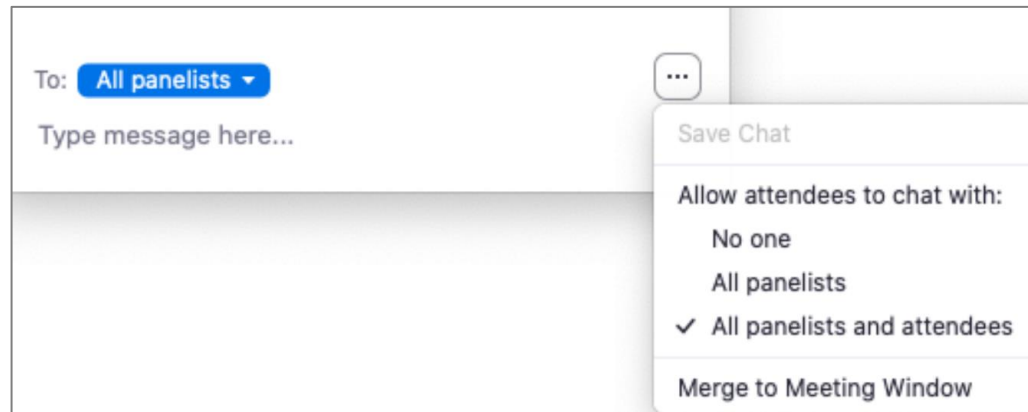 To: All panelists
...
Type message here...
Save Chat
Allow attendees to chat with:
No one
All panelists
All panelists and attendees
Merge to Meeting Window